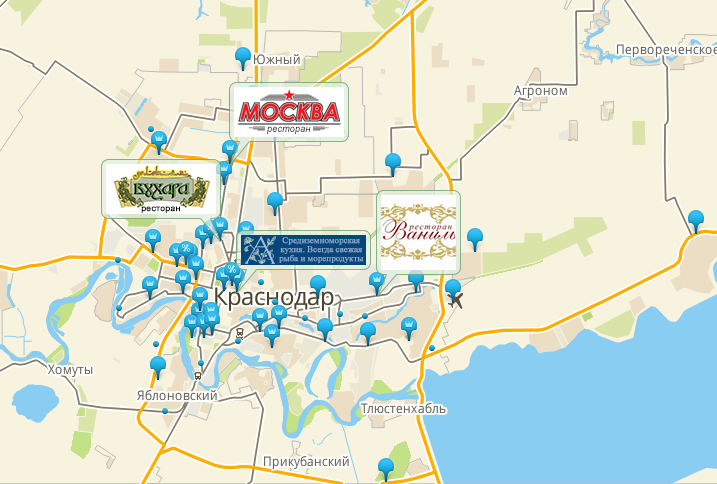 Южный
Первореченское
Агроном
МОСКВА
ресторан
БУХАРА
ресторан
ресторан
Ваниль
Средиземноморская
кухня. Всегда свежая
рыба и морепродукты
Краснодар
Хомуты
Яблоновский
Тлюстенхабль
Прикубанский